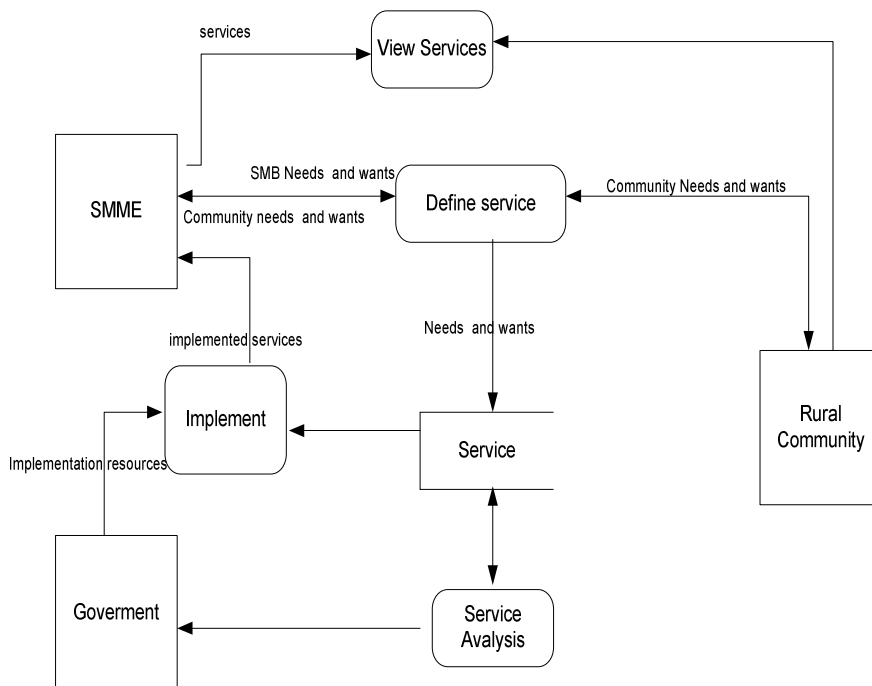 services
View Services
SMB Needs and wants
Community Needs and wants
SMME
Define service
Community needs and wants
Needs and wants
implemented services
Implement
Rural
Community
Service
Implementation resources
Goverment
Service
Avalysis